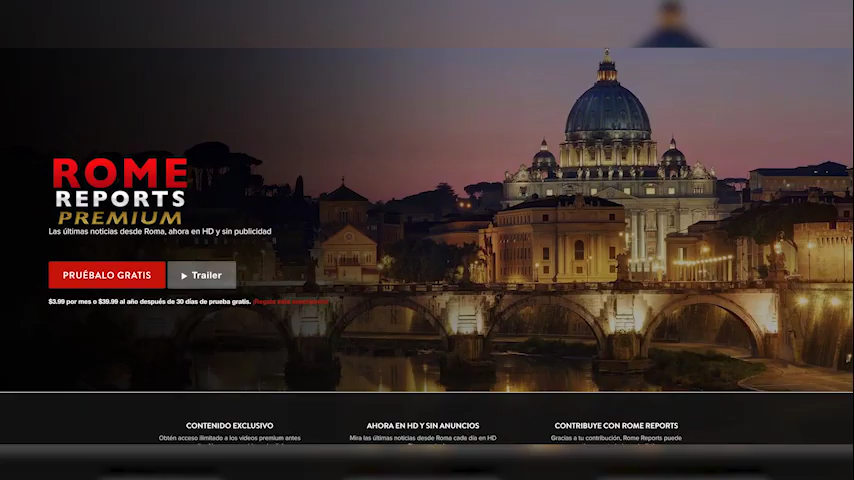 ROME
REPORTS
PREMIUM
Las últimas noticias desde Roma, ahora en HD y sin publicidad
PRUÉBALO GRATIS
Trailer
$3.99 por mes o $39.99 al año después de 30 días de prueba gratis.
CONTENIDO EXCLUSIVO
AHORA EN HD Y SIN ANUNCIOS
CONTRIBUYE CON ROME REPORTS
Obtén acceso ilimitado a los videos premium antes
Mira las últimas noticias desde Roma cada día en HD
Gracias a tu contribución, Rome Reports puede